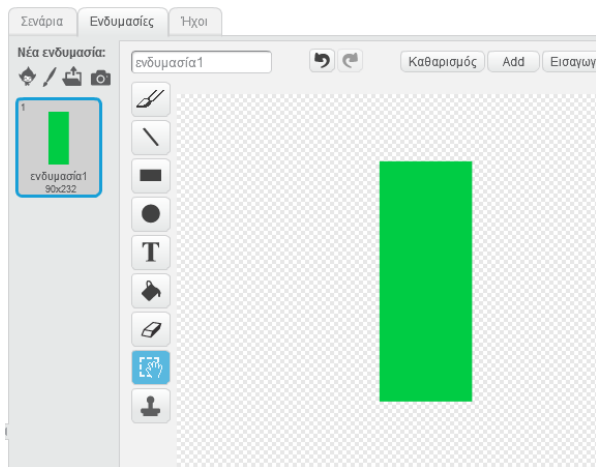 Σενάρια Ενδυμασίες Ήχοι
Νέα ενδυμασία:
ενδυμασία1 Καθαρισμός Add Εισαγωγ
1
ενδυμασία1
90x232
T